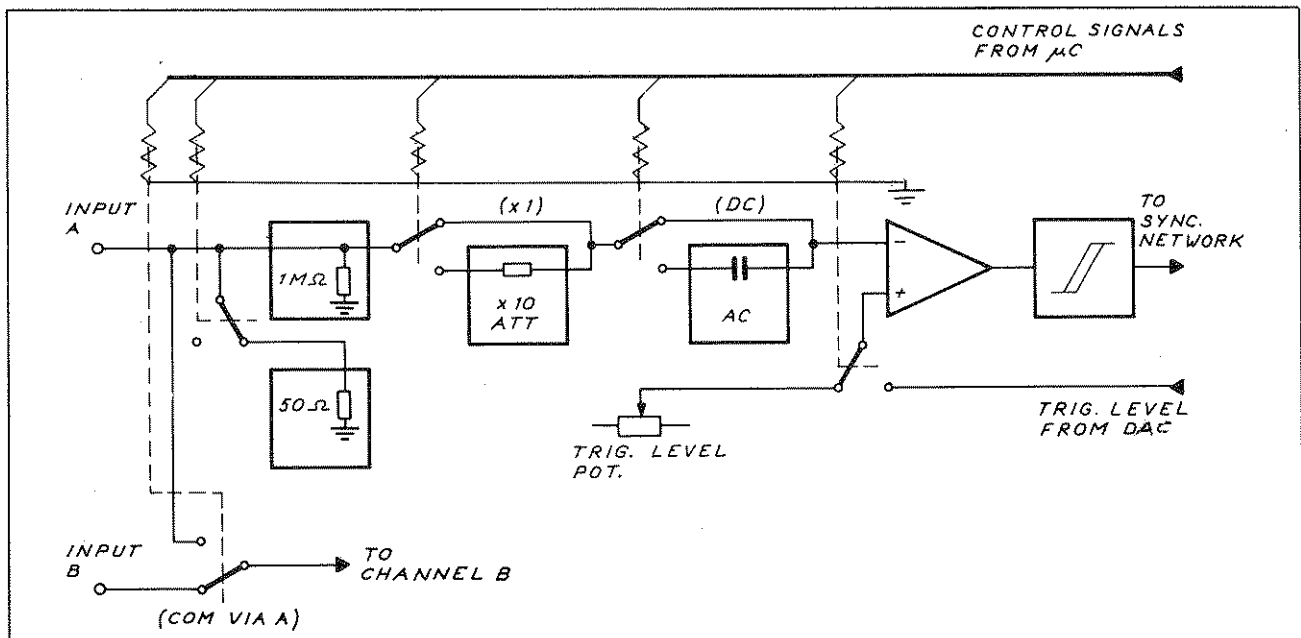 CONTROL SIGNALS
FROM μC
INPUT
A
(x1)
(DC)
TO
SYNC.
NETWORK
1MΩ
x 10
ATT
AC
−
+
50Ω
TRIG. LEVEL
POT.
TRIG. LEVEL
FROM DAC
INPUT
B
TO
CHANNEL B
(COM VIA A)